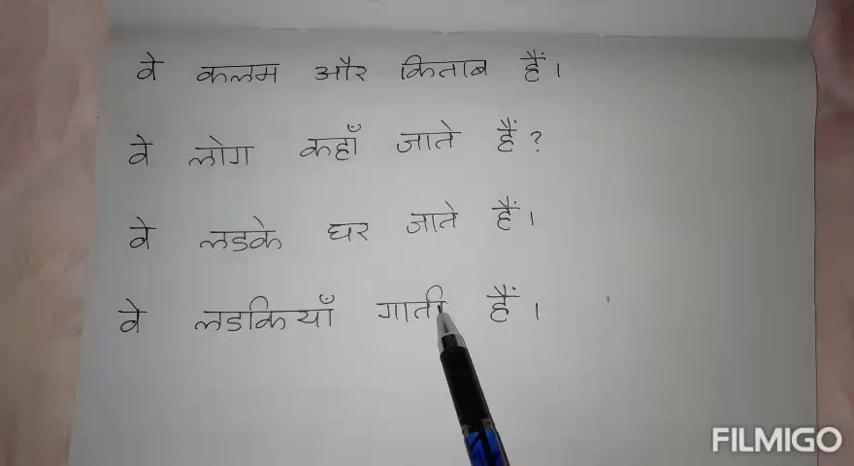 वे कलम और किताब हैं।
वे लोग कहाँ जाते हैं?
वे लडके घर जाते हैं।
वे लडकियाँ गाती हैं।
FILMIGO